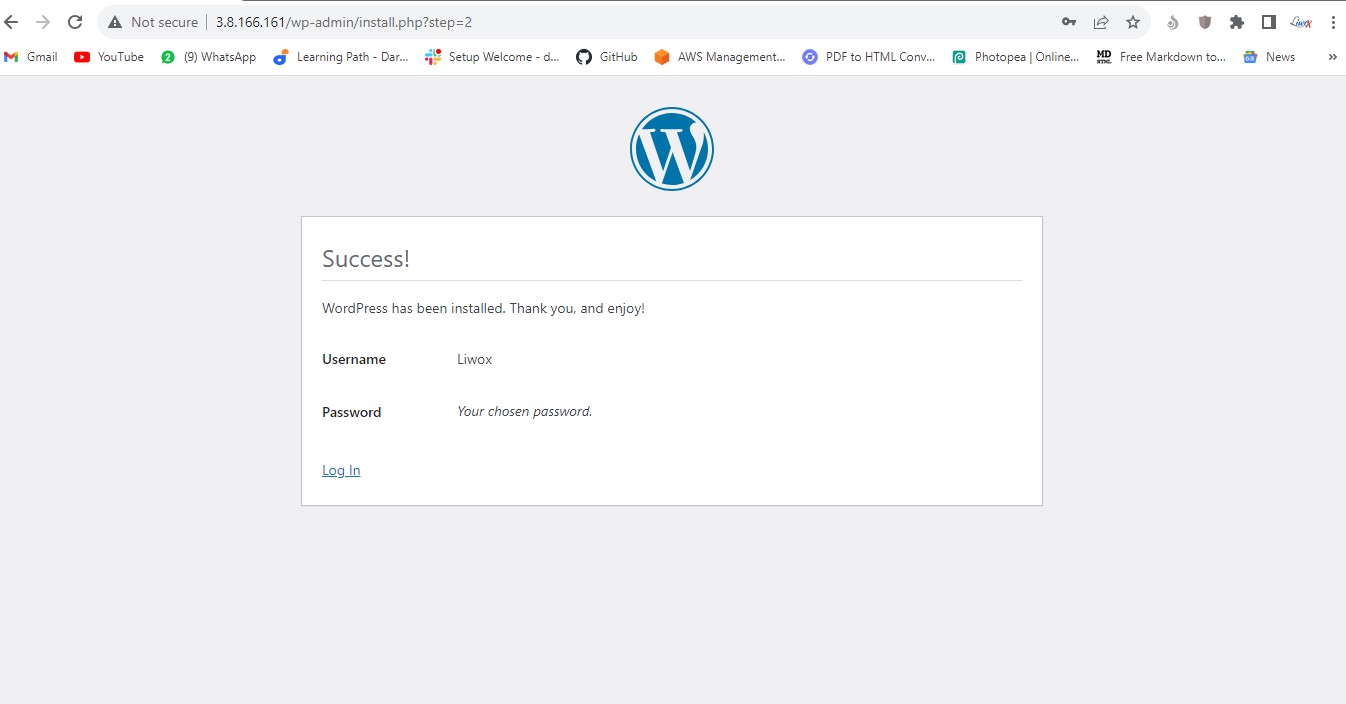 Not secure | 3.8.166.161/wp-admin/install.php?step=2
Gmail YouTube (9) WhatsApp Learning Path - Dar... Setup Welcome - d... GitHub AWS Management... PDF to HTML Conv... Photopea | Online... MD Free Markdown to... News »
W
Success!
WordPress has been installed. Thank you, and enjoy!
Username Liwox
Password Your chosen password.
Log In